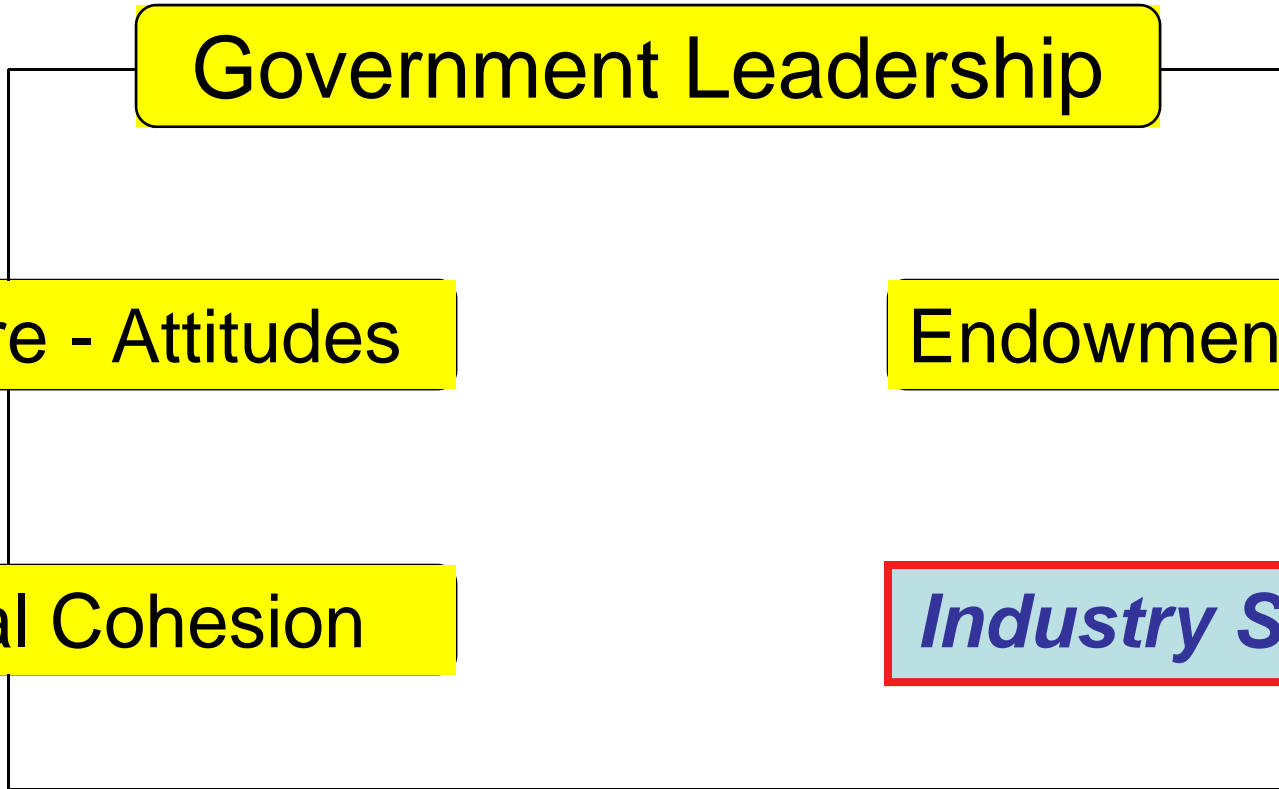 Government Leadership
re - Attitudes
Endowmen
al Cohesion
Industry S